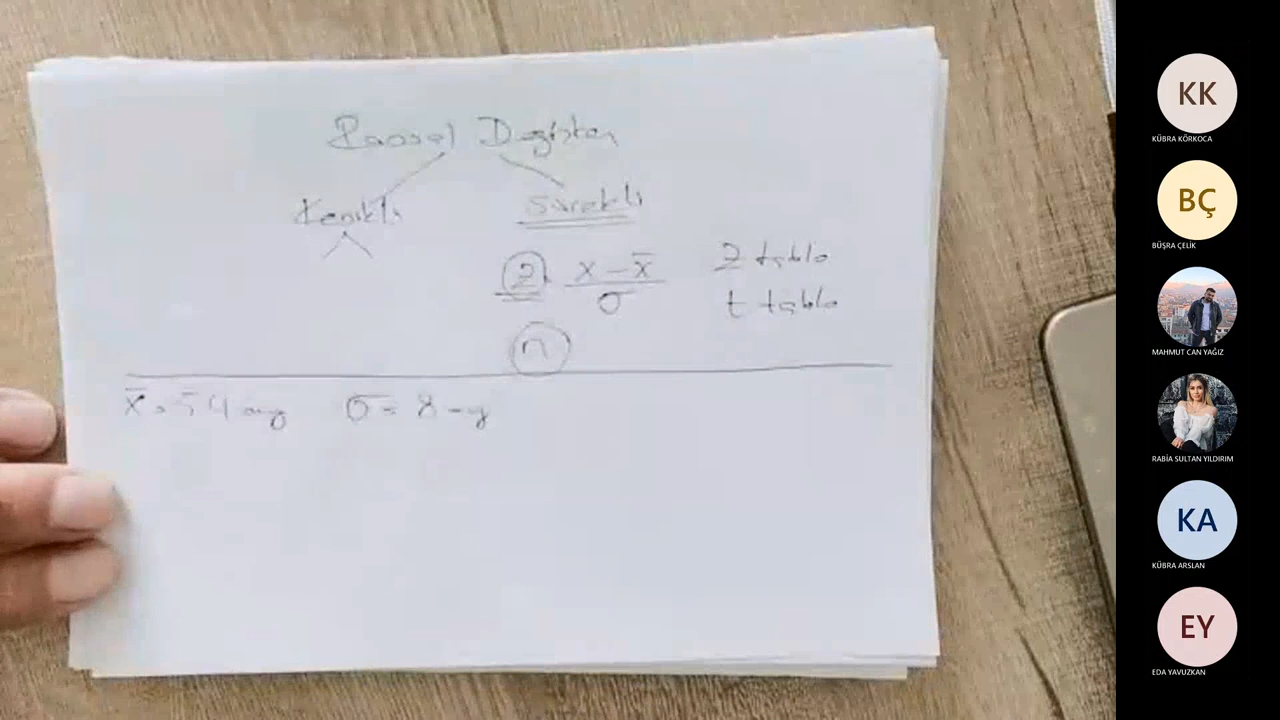 Rassal Değişken
Kesikli Sürekli
Z = x - x̄ / σ Z tablo
t tablo
n
x̄ = 54 mg σ = 8 mg
KK
KÜBRA KÖRKOCA
BÇ
BÜŞRA ÇELİK
MAHMUT CAN YAĞIZ
RABİA SULTAN YILDIRIM
KA
KÜBRA ARSLAN
EY
EDA YAVUZKAN